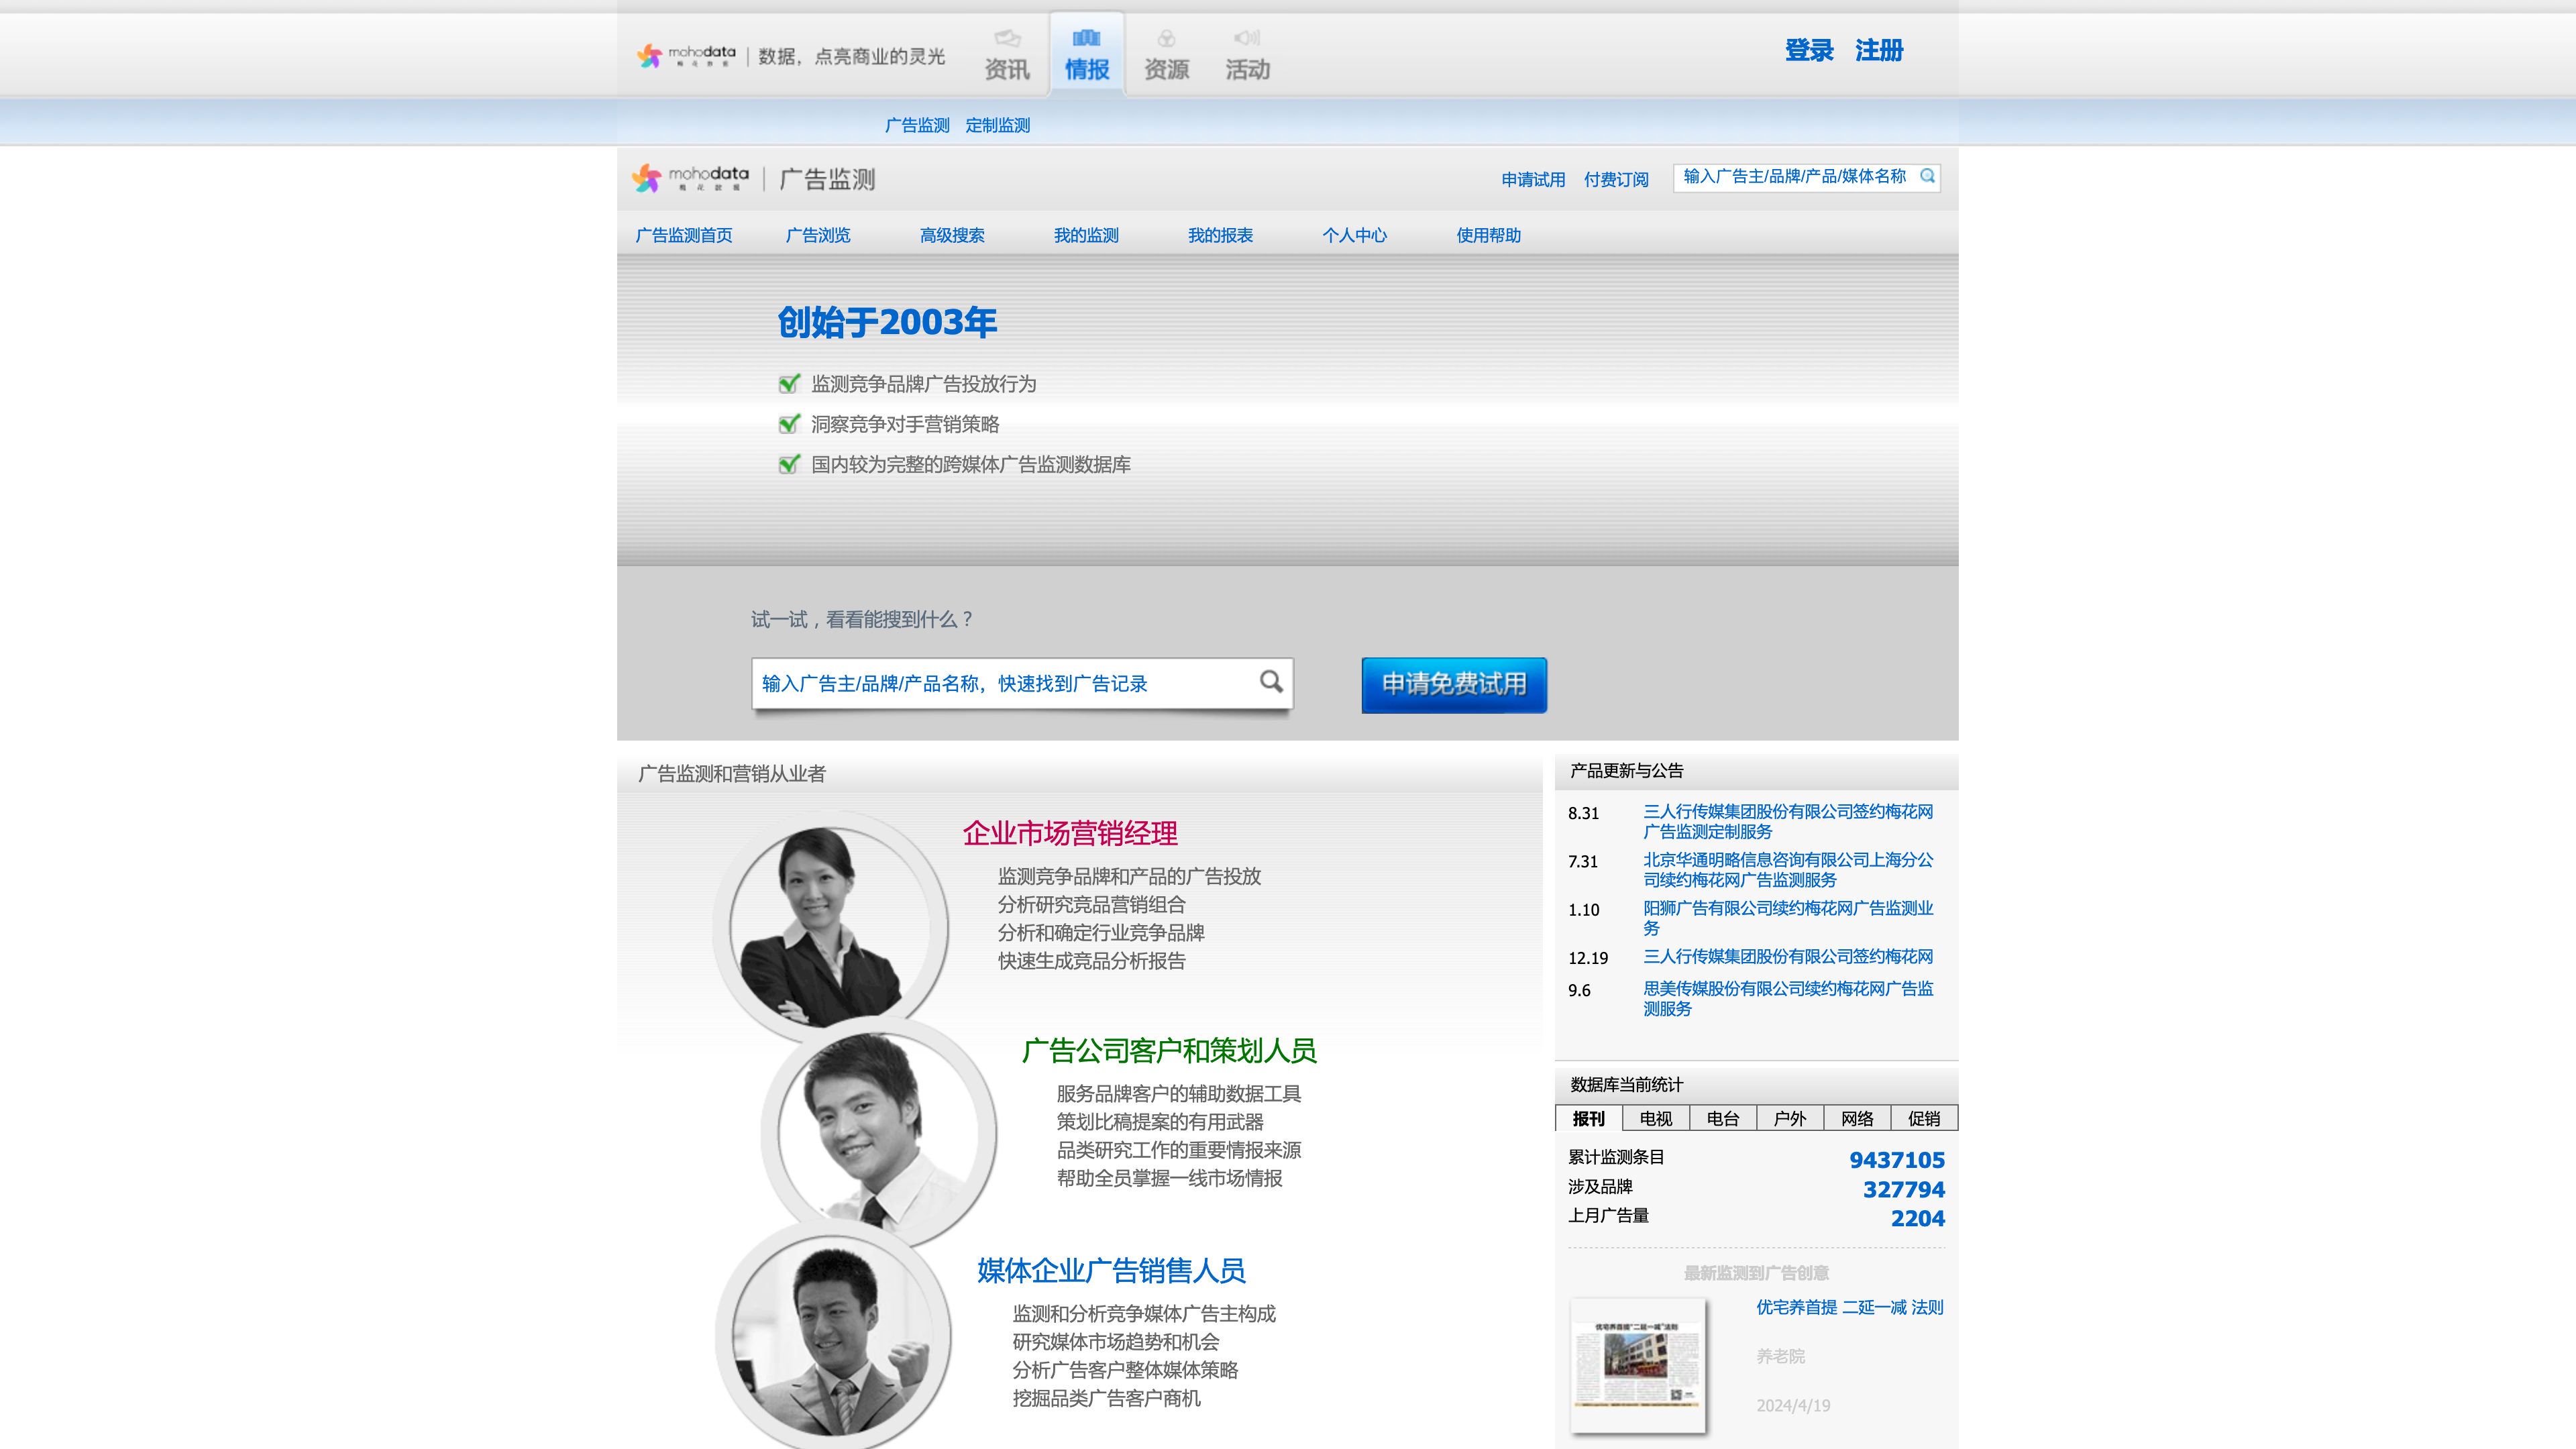 mohodata
梅花数据
数据，点亮商业的灵光
资讯
情报
资源
活动
登录 注册
广告监测 定制监测
mohodata
梅花数据
广告监测
申请试用 付费订阅
输入广告主/品牌/产品/媒体名称
广告监测首页 广告浏览 高级搜索 我的监测 我的报表 个人中心 使用帮助
创始于2003年
监测竞争品牌广告投放行为
洞察竞争对手营销策略
国内较为完整的跨媒体广告监测数据库
试一试，看看能搜到什么？
输入广告主/品牌/产品名称，快速找到广告记录
申请免费试用
广告监测和营销从业者
企业市场营销经理
监测竞争品牌和产品的广告投放
分析研究竞品营销组合
分析和确定行业竞争品牌
快速生成竞品分析报告
广告公司客户和策划人员
服务品牌客户的辅助数据工具
策划比稿提案的有用武器
品类研究工作的重要情报来源
帮助全员掌握一线市场情报
媒体企业广告销售人员
监测和分析竞争媒体广告主构成
研究媒体市场趋势和机会
分析广告客户整体媒体策略
挖掘品类广告客户商机
产品更新与公告
8.31 三人行传媒集团股份有限公司签约梅花网
广告监测定制服务
7.31 北京华通明略信息咨询有限公司上海分公
司续约梅花网广告监测服务
1.10 阳狮广告有限公司续约梅花网广告监测业
务
12.19 三人行传媒集团股份有限公司签约梅花网
9.6 思美传媒股份有限公司续约梅花网广告监
测服务
数据库当前统计
报刊 电视 电台 户外 网络 促销
累计监测条目 9437105
涉及品牌 327794
上月广告量 2204
最新监测到广告创意
优宅养首提"二延一减"法则
优宅养首提 二延一减 法则
养老院
2024/4/19